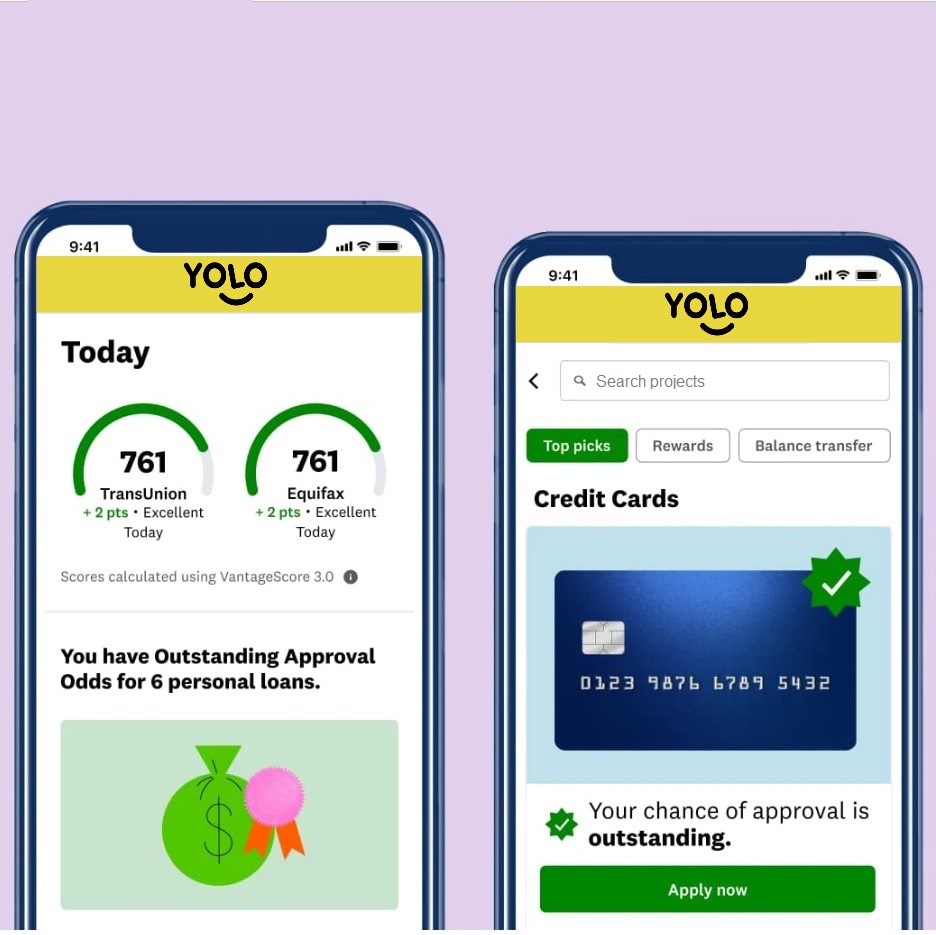 9:41
YOLO
Today
761
TransUnion
+ 2 pts • Excellent
Today
761
Equifax
+ 2 pts • Excellent
Today
Scores calculated using VantageScore 3.0
You have Outstanding Approval
Odds for 6 personal loans.
$
9:41
YOLO
Search projects
Top picks
Rewards
Balance transfer
Credit Cards
0123 9876 6789 5432
Your chance of approval is
outstanding.
Apply now